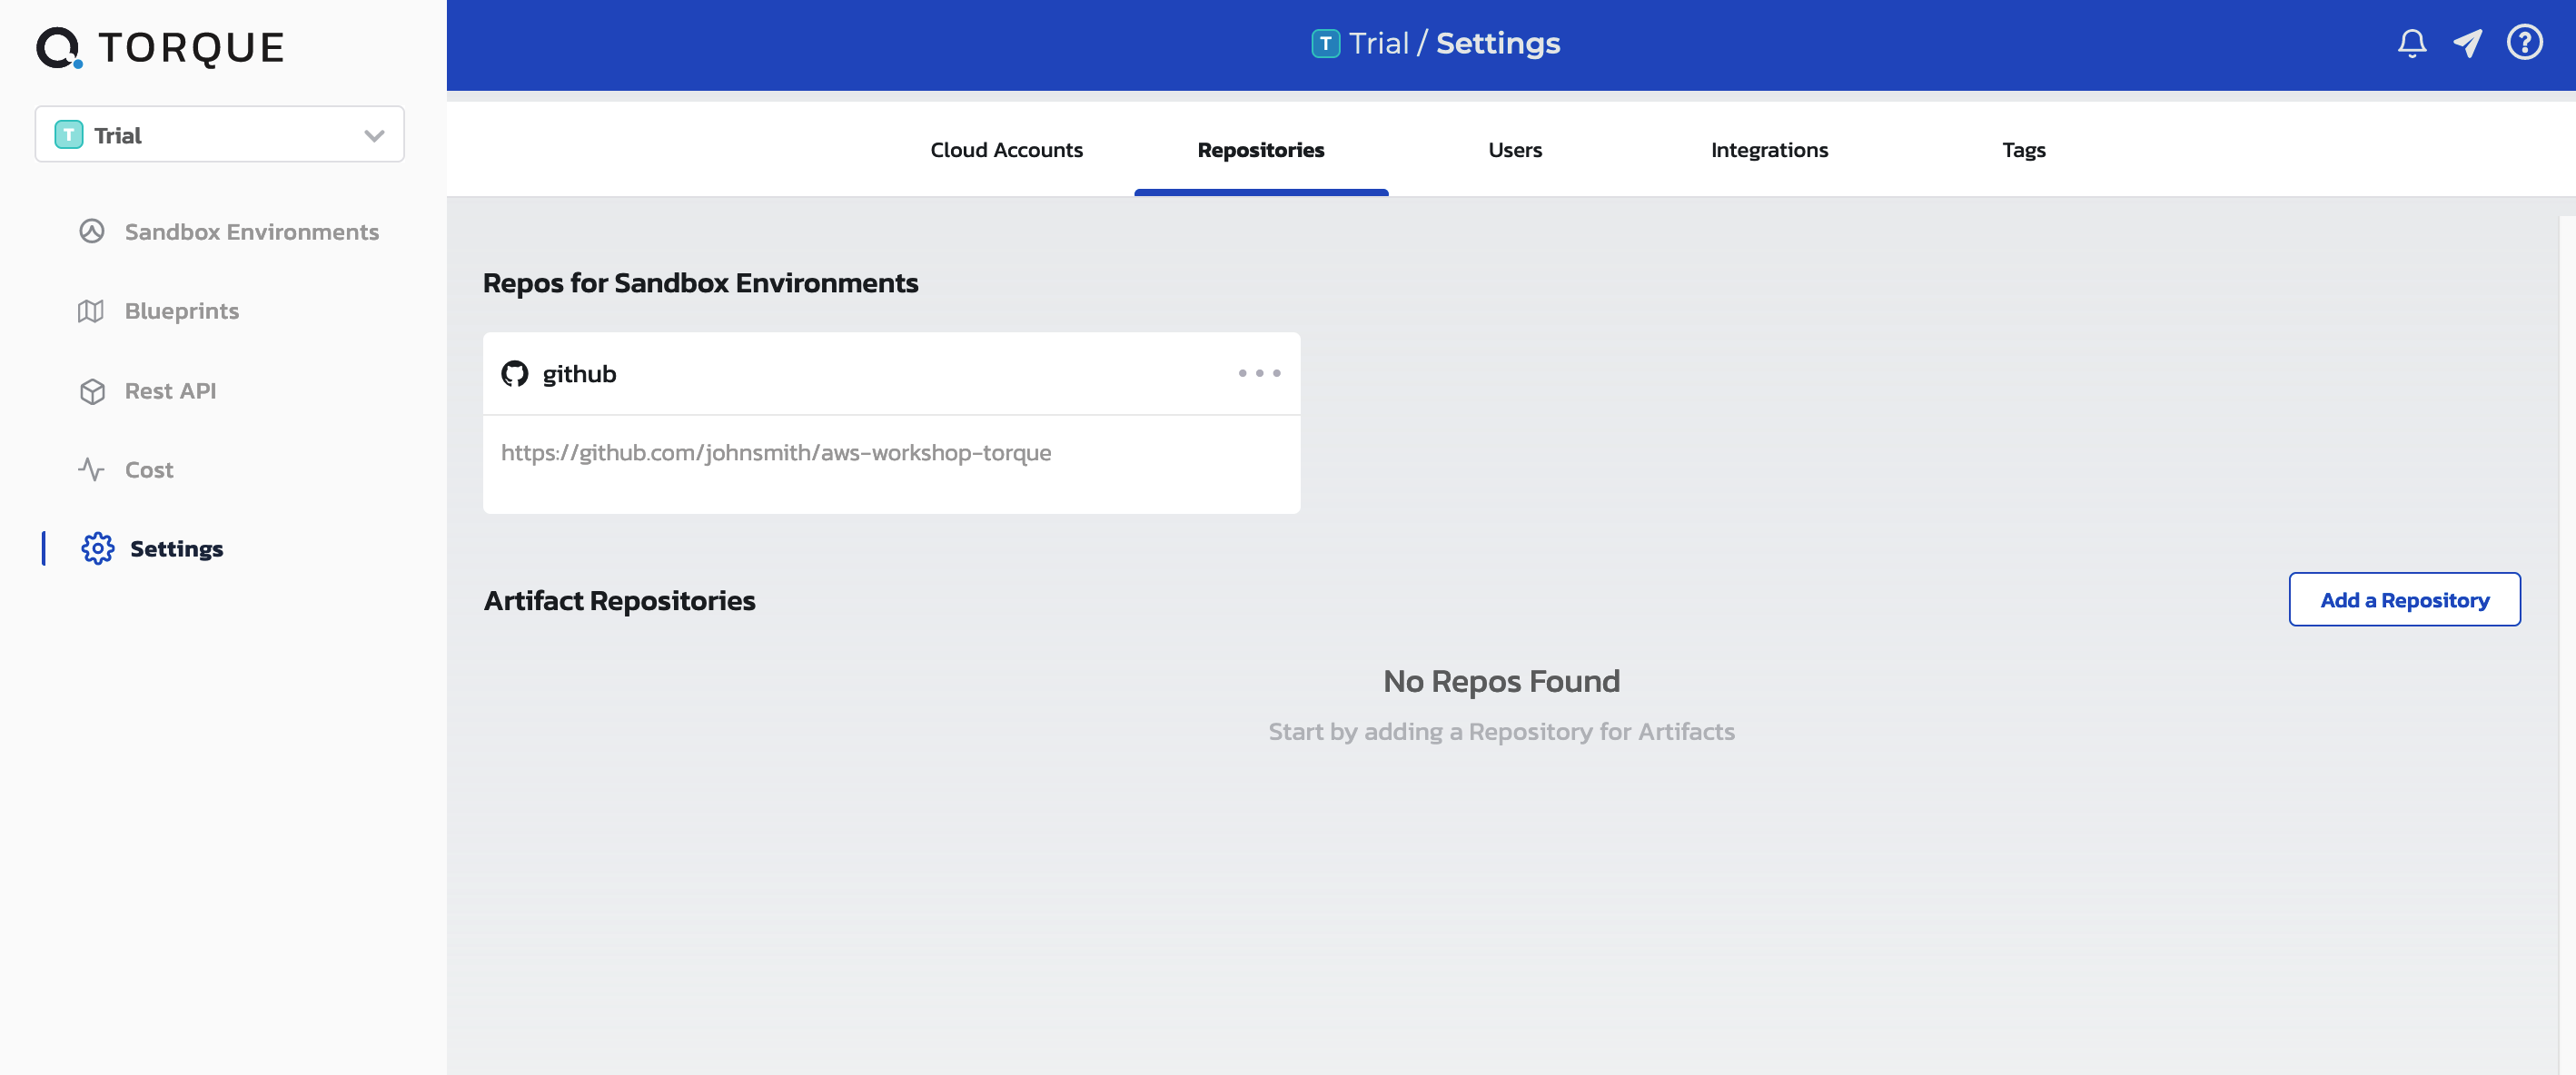 TORQUE
T Trial
Sandbox Environments
Blueprints
Rest API
Cost
Settings
T Trial / Settings
?
Cloud Accounts
Repositories
Users
Integrations
Tags
Repos for Sandbox Environments
github
https://github.com/johnsmith/aws-workshop-torque
Artifact Repositories
Add a Repository
No Repos Found
Start by adding a Repository for Artifacts